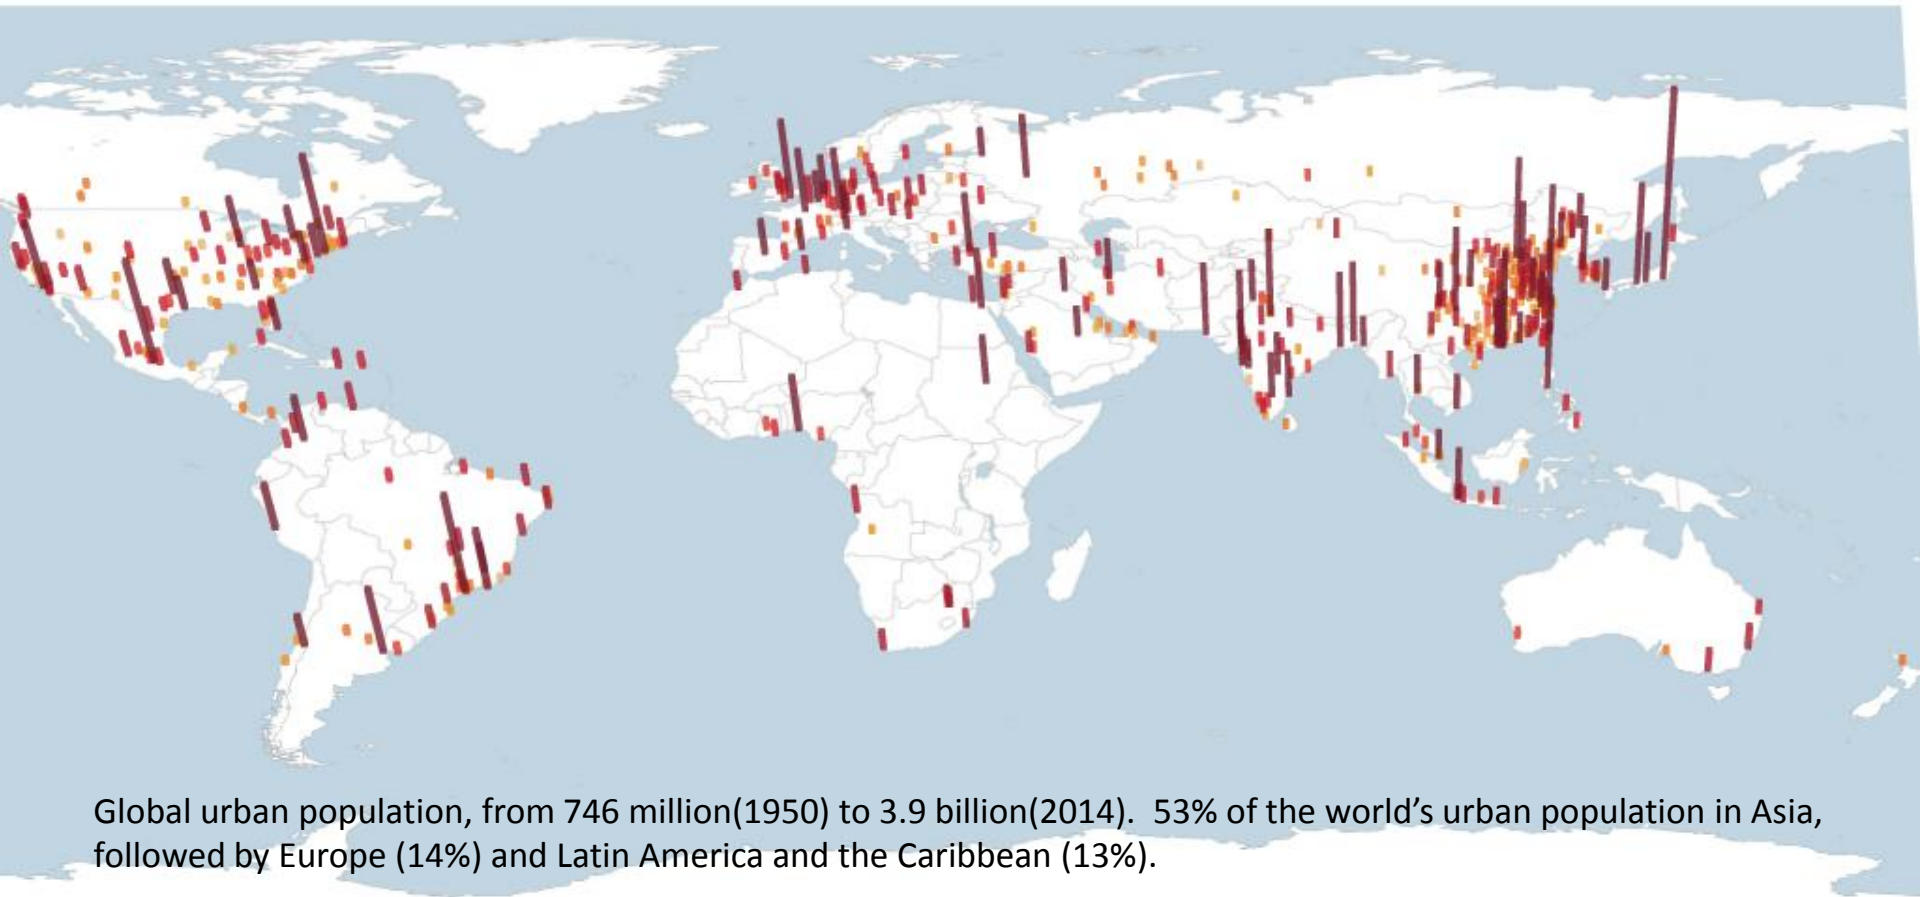 Global urban population, from 746 million(1950) to 3.9 billion(2014).  53% of the world’s urban population in Asia,
followed by Europe (14%) and Latin America and the Caribbean (13%).